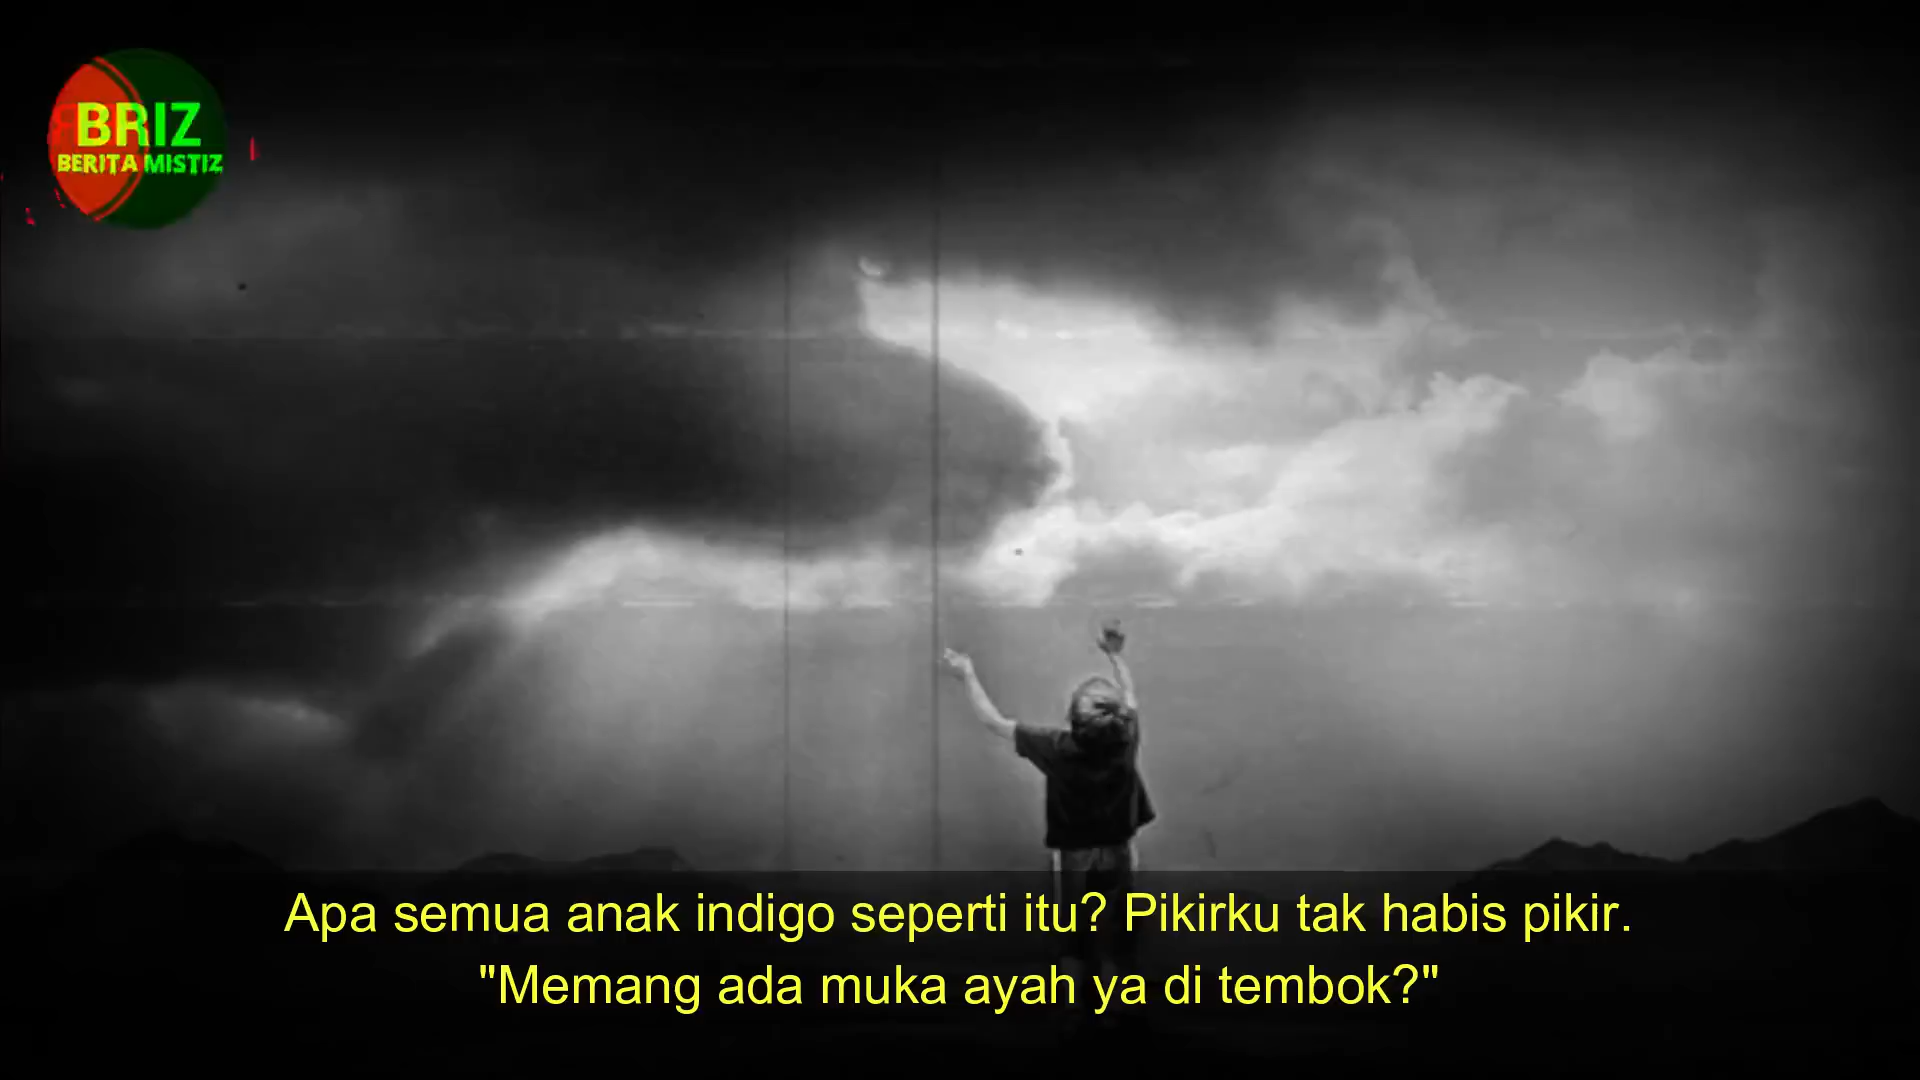 BRIZ
BERITA MISTIZ
Apa semua anak indigo seperti itu? Pikirku tak habis pikir.
"Memang ada muka ayah ya di tembok?"